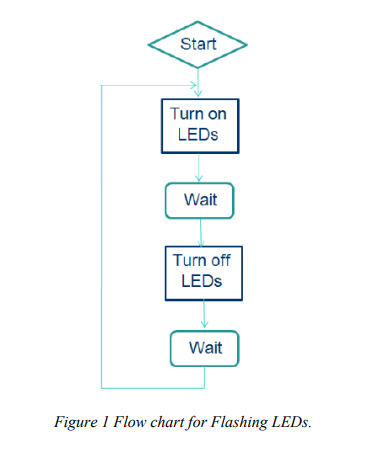 Start
Turn on
LEDs
Wait
Turn off
LEDs
Wait
Figure 1 Flow chart for Flashing LEDs.